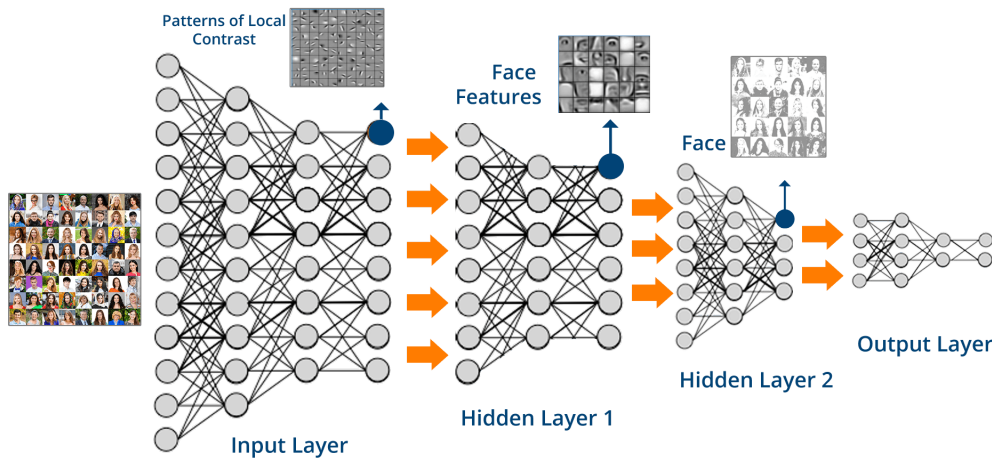 Patterns of Local
Contrast
Face
Features
Face
Input Layer
Hidden Layer 1
Hidden Layer 2
Output Layer